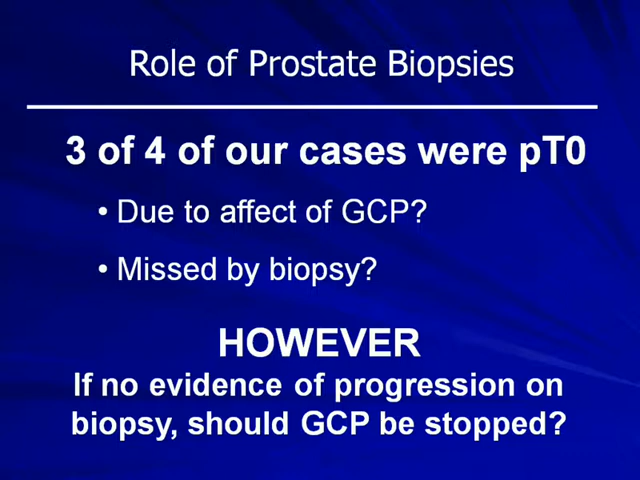 Role of Prostate Biopsies
3 of 4 of our cases were pT0
• Due to affect of GCP?
• Missed by biopsy?
HOWEVER
If no evidence of progression on
biopsy, should GCP be stopped?